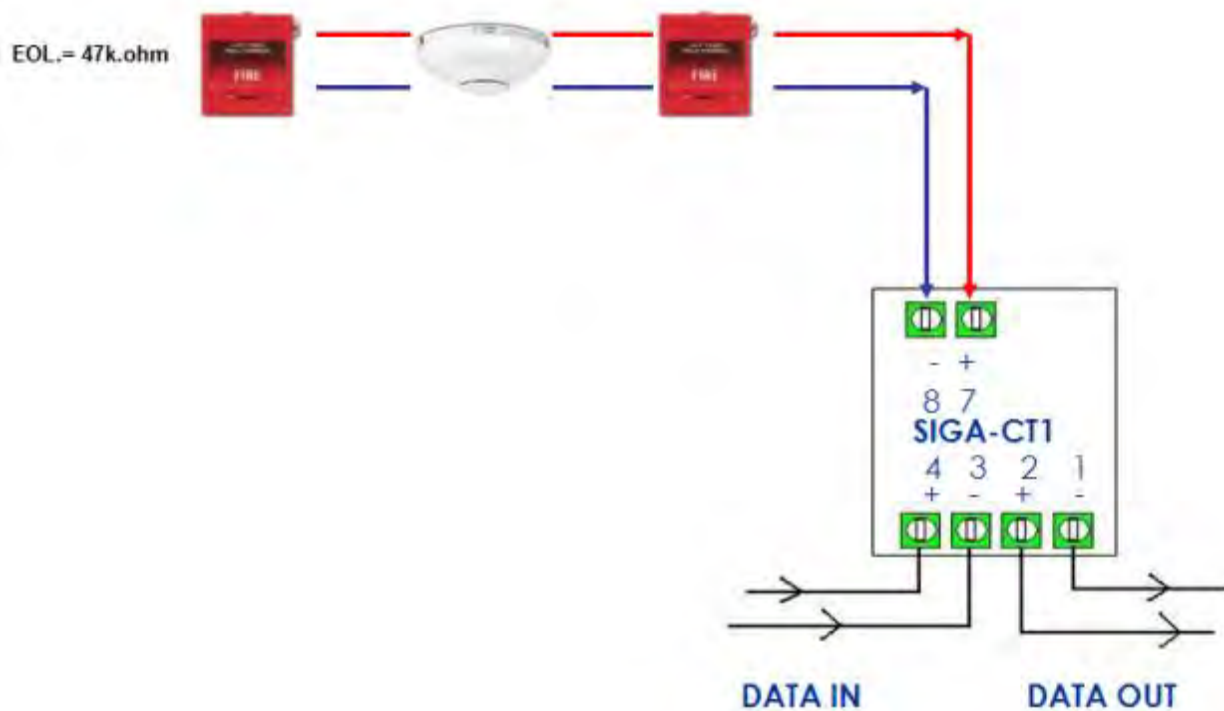 EOL.= 47k.ohm
FIRE
FIRE
- +
8 7
SIGA-CT1
4 3 2 1
+ - + -
DATA IN
DATA OUT